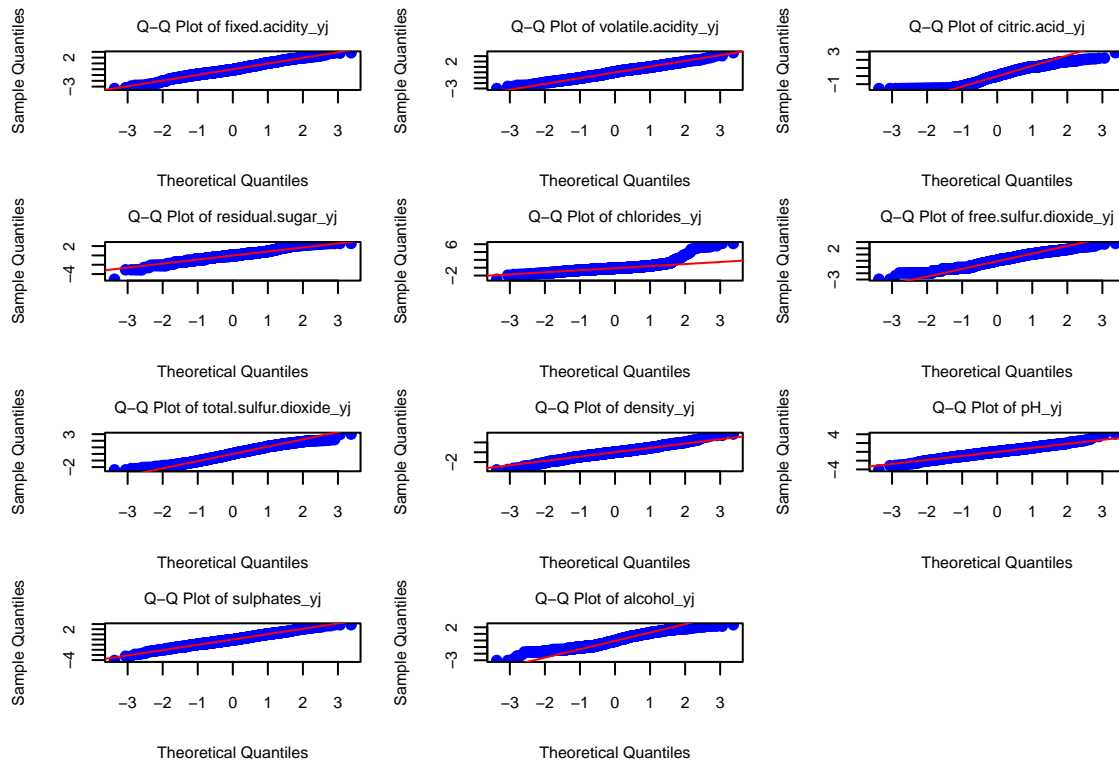 Q−Q Plot of fixed.acidity_yj
Sample Quantiles
2
−3
−3 −2 −1 0 1 2 3
Theoretical Quantiles
Q−Q Plot of volatile.acidity_yj
Sample Quantiles
2
−3
−3 −2 −1 0 1 2 3
Theoretical Quantiles
Q−Q Plot of citric.acid_yj
Sample Quantiles
3
−1
−3 −2 −1 0 1 2 3
Theoretical Quantiles
Q−Q Plot of residual.sugar_yj
Sample Quantiles
2
−4
−3 −2 −1 0 1 2 3
Theoretical Quantiles
Q−Q Plot of chlorides_yj
Sample Quantiles
6
−2
−3 −2 −1 0 1 2 3
Theoretical Quantiles
Q−Q Plot of free.sulfur.dioxide_yj
Sample Quantiles
2
−3
−3 −2 −1 0 1 2 3
Theoretical Quantiles
Q−Q Plot of total.sulfur.dioxide_yj
Sample Quantiles
3
−2
−3 −2 −1 0 1 2 3
Theoretical Quantiles
Q−Q Plot of density_yj
Sample Quantiles
−2
−3 −2 −1 0 1 2 3
Theoretical Quantiles
Q−Q Plot of pH_yj
Sample Quantiles
4
−4
−3 −2 −1 0 1 2 3
Theoretical Quantiles
Q−Q Plot of sulphates_yj
Sample Quantiles
2
−4
−3 −2 −1 0 1 2 3
Theoretical Quantiles
Q−Q Plot of alcohol_yj
Sample Quantiles
2
−3
−3 −2 −1 0 1 2 3
Theoretical Quantiles